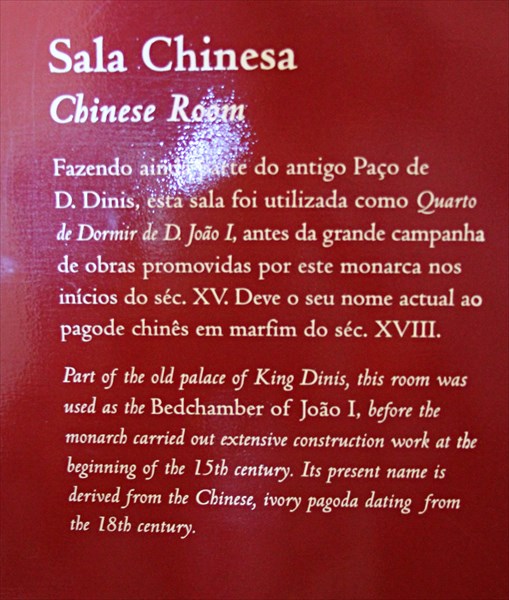 Sala Chinesa
Chinese Room
Fazendo ainda parte do antigo Paço de
D. Dinis, esta sala foi utilizada como Quarto
de Dormir de D. João I, antes da grande campanha
de obras promovidas por este monarca nos
inícios do séc. XV. Deve o seu nome actual ao
pagode chinês em marfim do séc. XVIII.
Part of the old palace of King Dinis, this room was
used as the Bedchamber of João I, before the
monarch carried out extensive construction work at the
beginning of the 15th century. Its present name is
derived from the Chinese, ivory pagoda dating from
the 18th century.